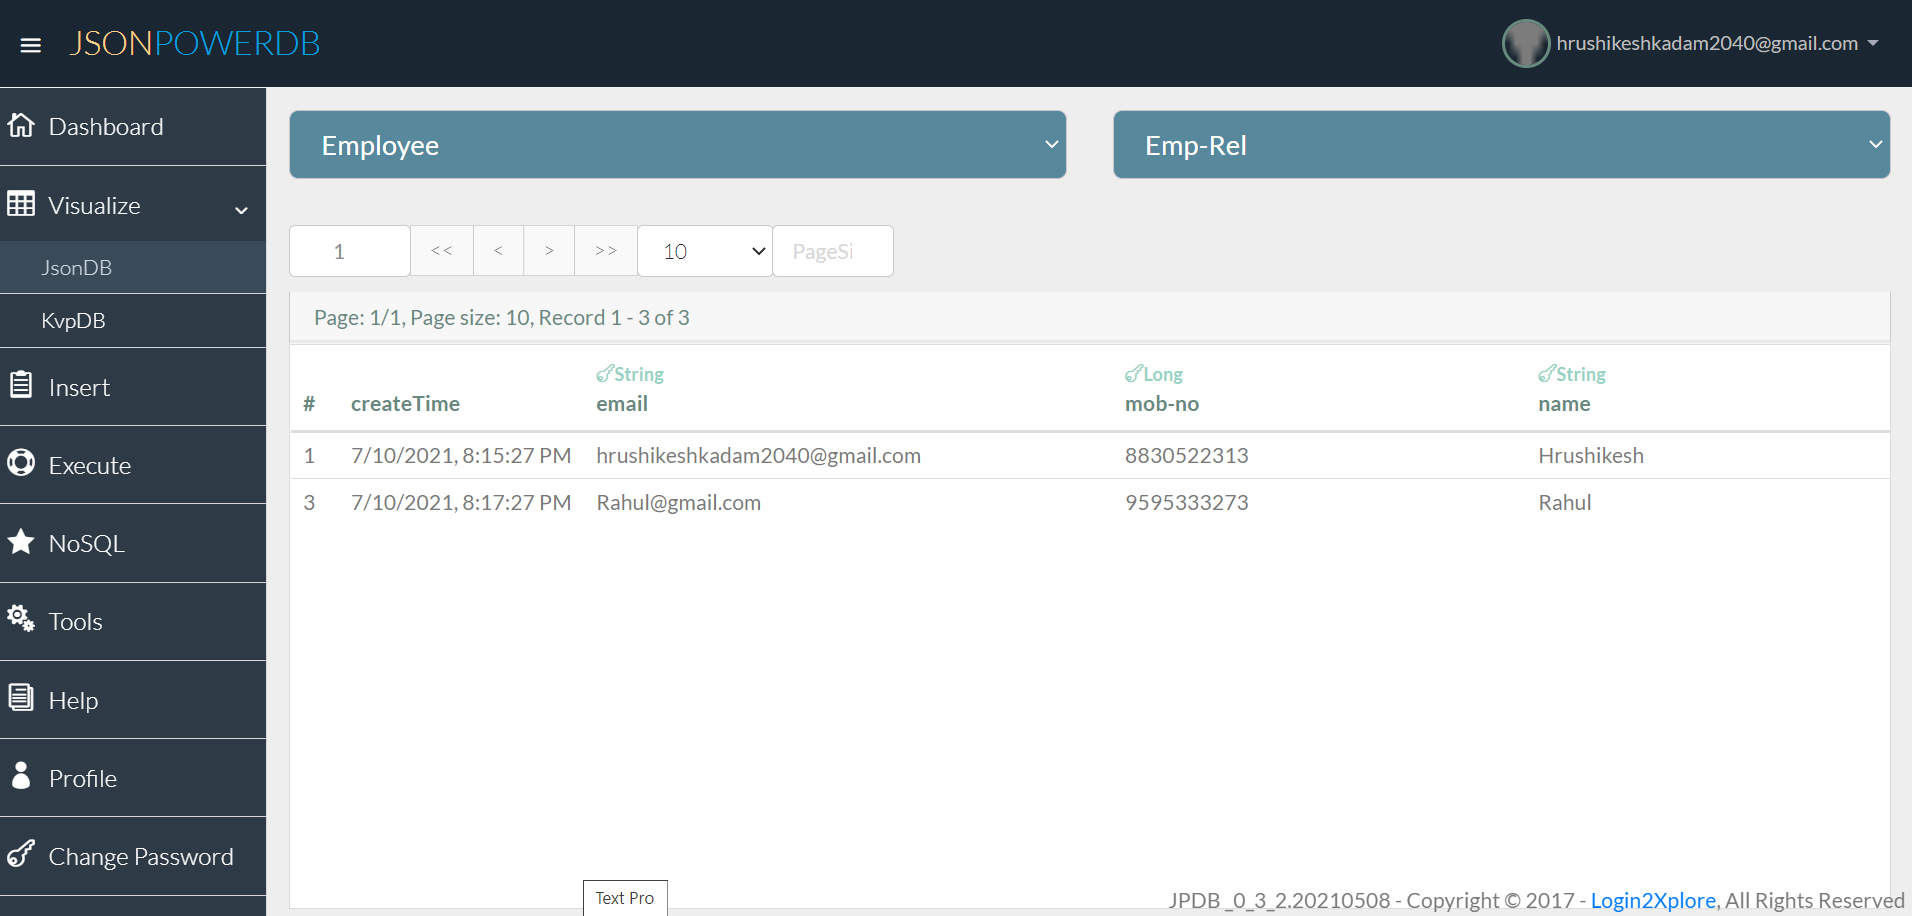 JSONPOWERDB
hrushikeshkadam2040@gmail.com
Dashboard
Visualize
JsonDB
KvpDB
Insert
Execute
NoSQL
Tools
Help
Profile
Change Password
Employee
Emp-Rel
1 << < > >> 10 PageSi
Page: 1/1, Page size: 10, Record 1 - 3 of 3
String Long String
# createTime email mob-no name
1 7/10/2021, 8:15:27 PM hrushikeshkadam2040@gmail.com 8830522313 Hrushikesh
3 7/10/2021, 8:17:27 PM Rahul@gmail.com 9595333273 Rahul
Text Pro
JPDB_0_3_2.20210508 - Copyright © 2017 - Login2Xplore, All Rights Reserved